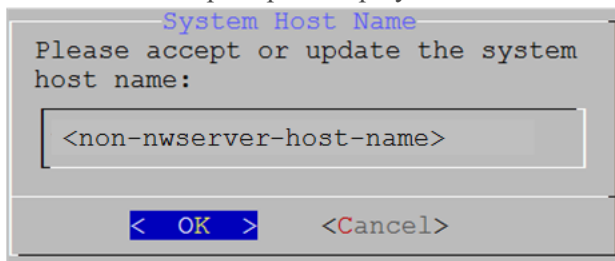 System Host Name
Please accept or update the system
host name:
<non-nwserver-host-name>
< OK > <Cancel>